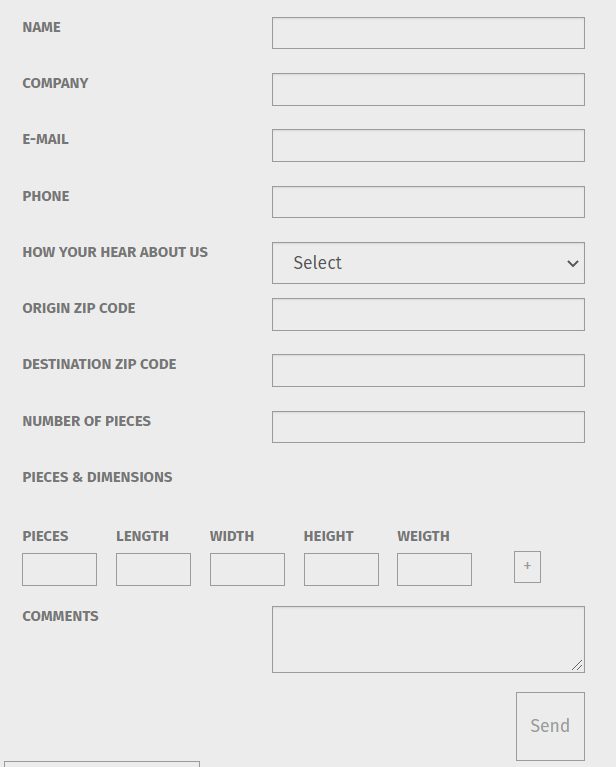 NAME
COMPANY
E-MAIL
PHONE
HOW YOUR HEAR ABOUT US
Select
ORIGIN ZIP CODE
DESTINATION ZIP CODE
NUMBER OF PIECES
PIECES & DIMENSIONS
PIECES LENGTH WIDTH HEIGHT WEIGTH
+
COMMENTS
Send